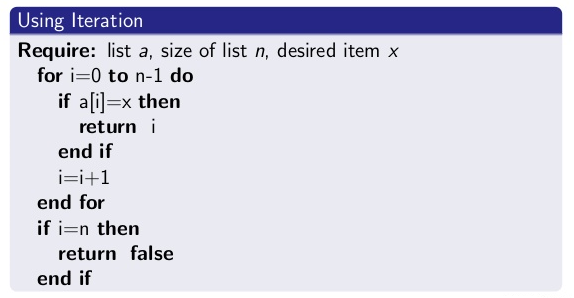 Using Iteration
Require: list a, size of list n, desired item x
for i=0 to n-1 do
if a[i]=x then
return i
end if
i=i+1
end for
if i=n then
return false
end if